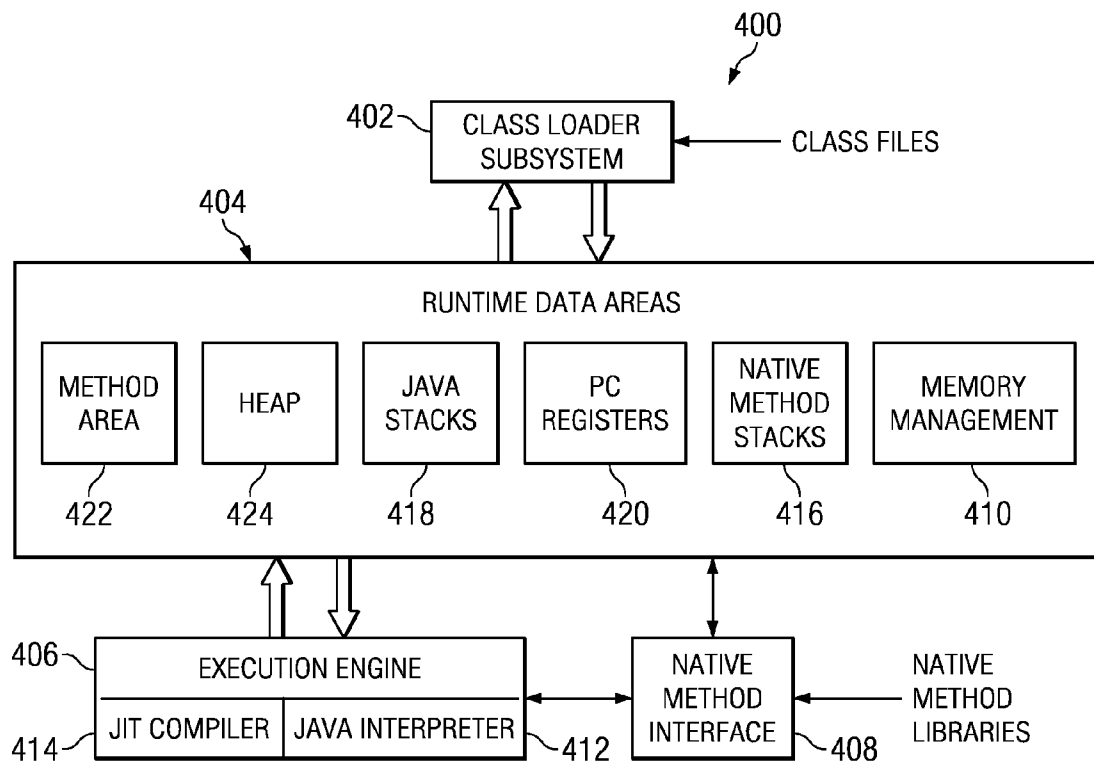 400
402
CLASS LOADER
SUBSYSTEM
CLASS FILES
404
RUNTIME DATA AREAS
METHOD
AREA
HEAP
JAVA
STACKS
PC
REGISTERS
NATIVE
METHOD
STACKS
MEMORY
MANAGEMENT
422
424
418
420
416
410
406
EXECUTION ENGINE
JIT COMPILER
JAVA INTERPRETER
414
412
NATIVE
METHOD
INTERFACE
408
NATIVE
METHOD
LIBRARIES